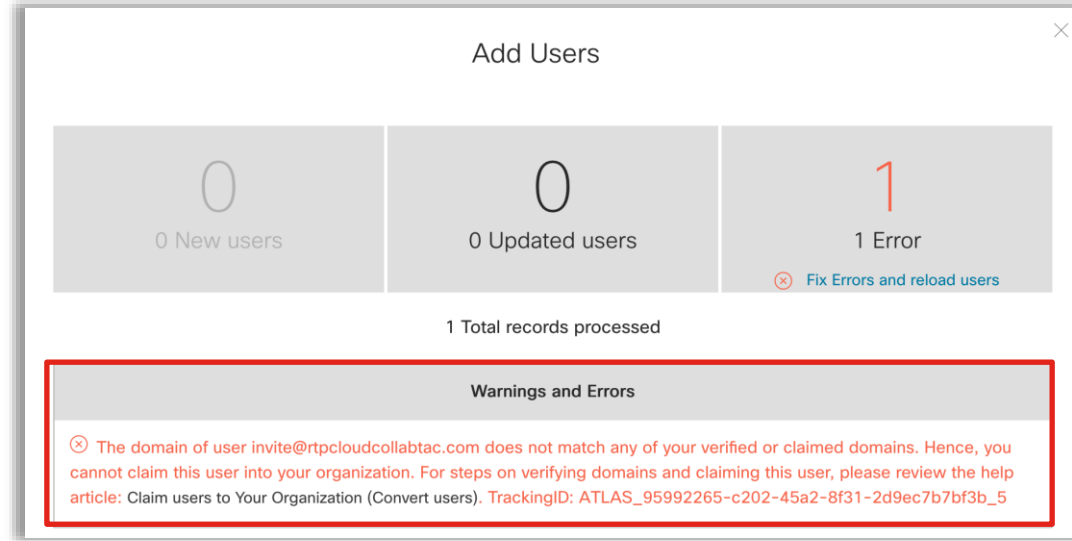 Add Users
0
0 New users
0
0 Updated users
1
1 Error
Fix Errors and reload users
1 Total records processed
Warnings and Errors
The domain of user invite@rtpcloudcollabtac.com does not match any of your verified or claimed domains. Hence, you
cannot claim this user into your organization. For steps on verifying domains and claiming this user, please review the help
article: Claim users to Your Organization (Convert users). TrackingID: ATLAS_95992265-c202-45a2-8f31-2d9ec7b7bf3b_5